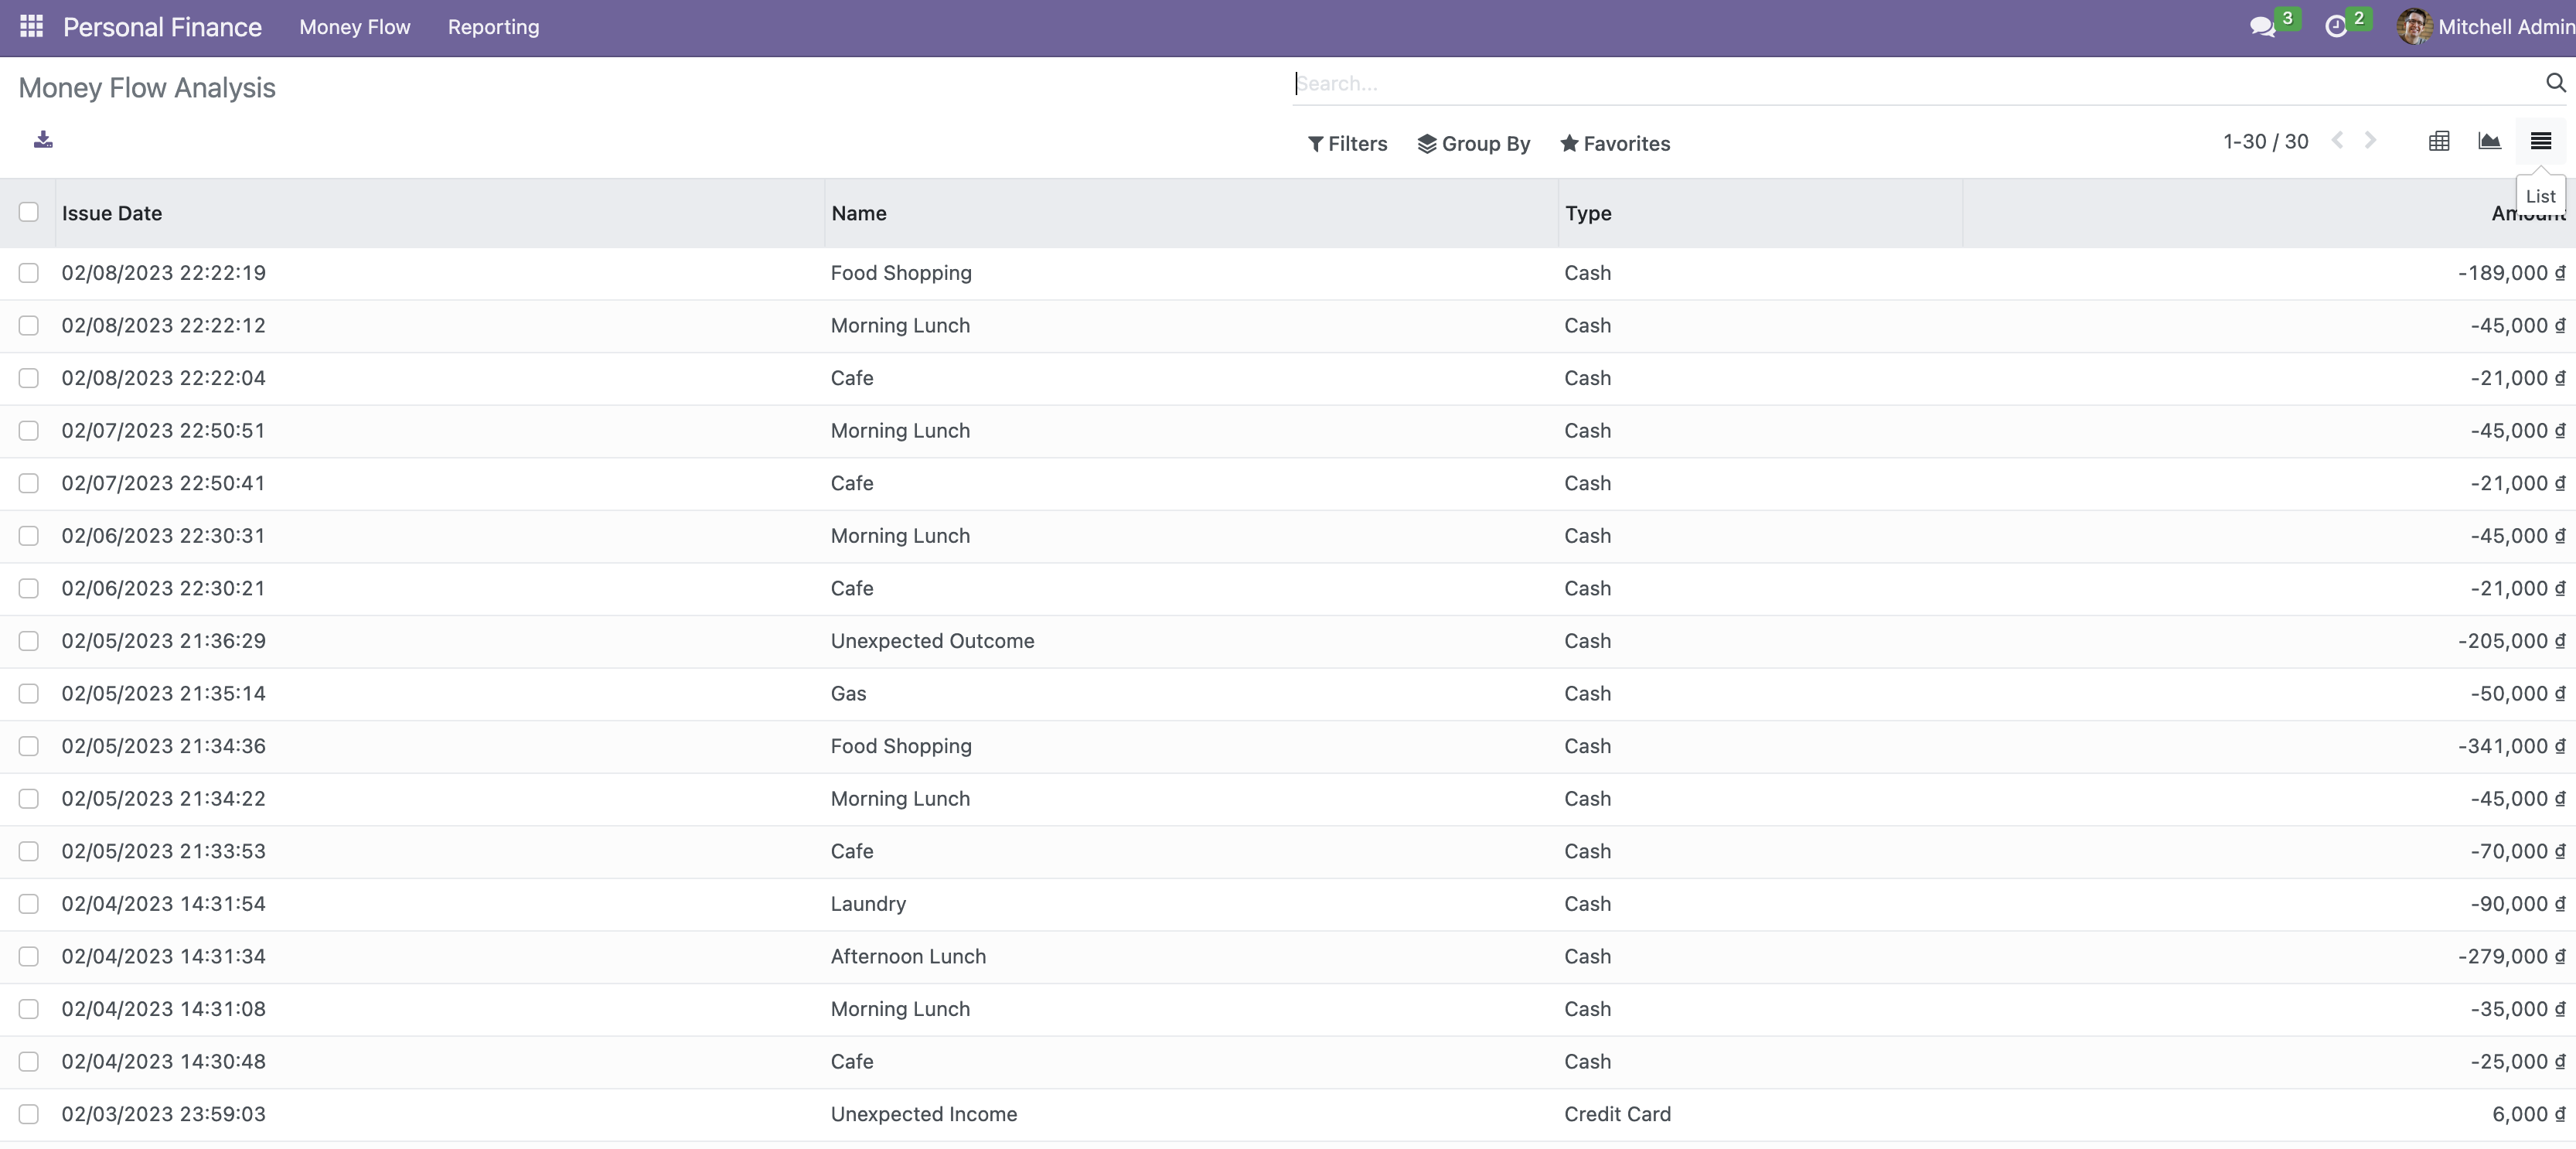 Personal Finance Money Flow Reporting 3 2 Mitchell Admin
Money Flow Analysis Search...
Filters Group By Favorites 1-30 / 30
List
Issue Date Name Type Amount
02/08/2023 22:22:19 Food Shopping Cash -189,000 ₫
02/08/2023 22:22:12 Morning Lunch Cash -45,000 ₫
02/08/2023 22:22:04 Cafe Cash -21,000 ₫
02/07/2023 22:50:51 Morning Lunch Cash -45,000 ₫
02/07/2023 22:50:41 Cafe Cash -21,000 ₫
02/06/2023 22:30:31 Morning Lunch Cash -45,000 ₫
02/06/2023 22:30:21 Cafe Cash -21,000 ₫
02/05/2023 21:36:29 Unexpected Outcome Cash -205,000 ₫
02/05/2023 21:35:14 Gas Cash -50,000 ₫
02/05/2023 21:34:36 Food Shopping Cash -341,000 ₫
02/05/2023 21:34:22 Morning Lunch Cash -45,000 ₫
02/05/2023 21:33:53 Cafe Cash -70,000 ₫
02/04/2023 14:31:54 Laundry Cash -90,000 ₫
02/04/2023 14:31:34 Afternoon Lunch Cash -279,000 ₫
02/04/2023 14:31:08 Morning Lunch Cash -35,000 ₫
02/04/2023 14:30:48 Cafe Cash -25,000 ₫
02/03/2023 23:59:03 Unexpected Income Credit Card 6,000 ₫